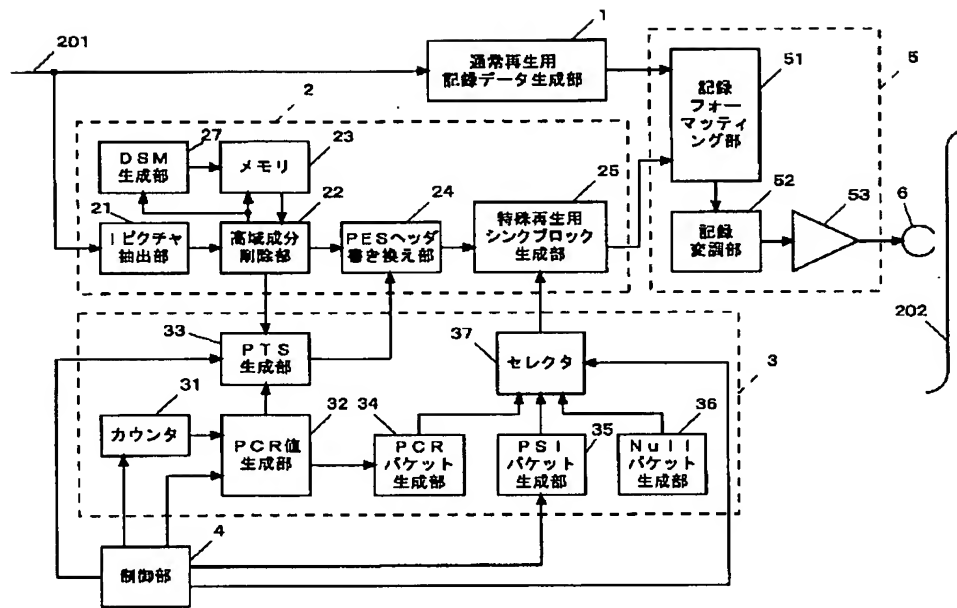 201
1
通常再生用
記録データ生成部
5
51
記録
フォー
マッティ
ング部
2
27
DSM
生成部
23
メモリ
25
特殊再生用
シンクブロック
生成部
21
Iピクチャ
抽出部
22
高域成分
削除部
24
PESヘッダ
書き換え部
52
記録
変調部
53
6
202
33
PTS
生成部
37
セレクタ
3
31
カウンタ
32
PCR値
生成部
34
PCR
パケット
生成部
35
PSI
パケット
生成部
36
Null
パケット
生成部
4
制御部